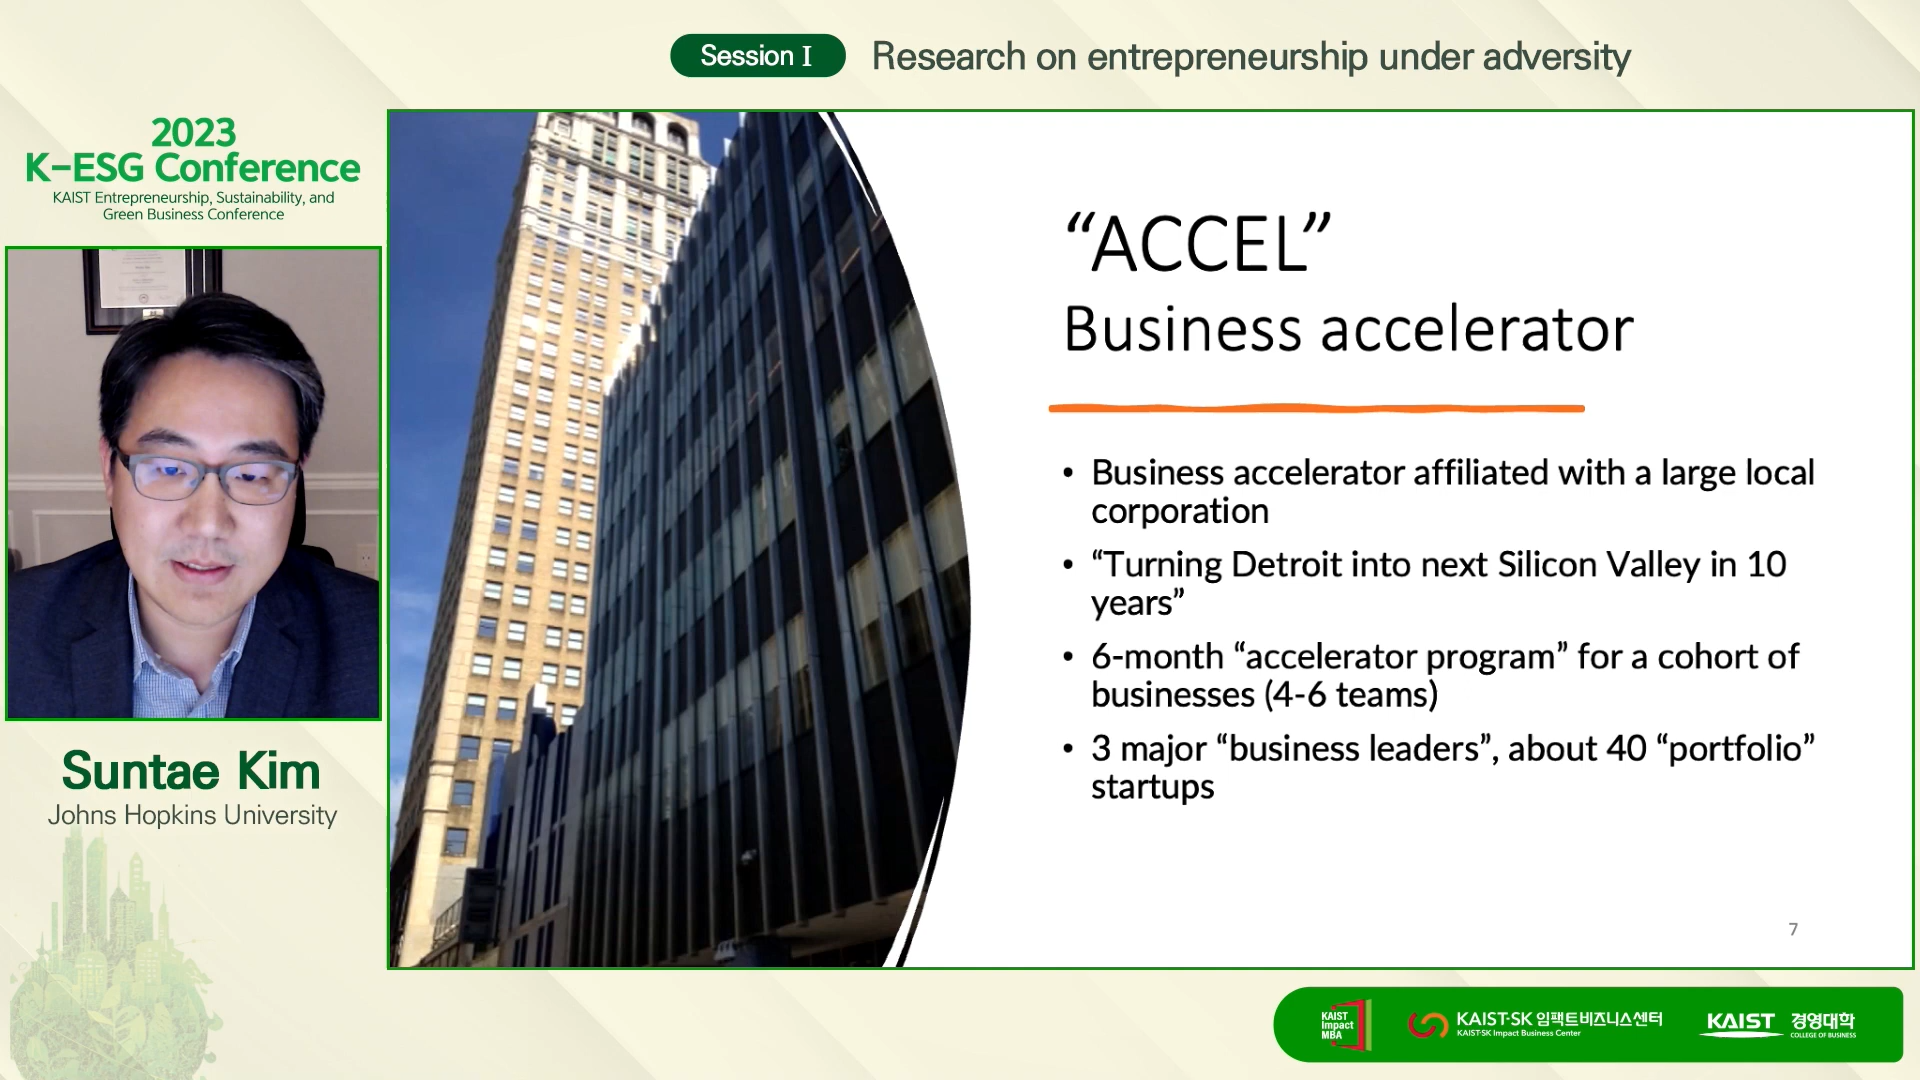 Session I Research on entrepreneurship under adversity
2023
K-ESG Conference
KAIST Entrepreneurship, Sustainability, and
Green Business Conference
Suntae Kim
Johns Hopkins University
“ACCEL”
Business accelerator
• Business accelerator affiliated with a large local
corporation
• “Turning Detroit into next Silicon Valley in 10
years”
• 6-month “accelerator program” for a cohort of
businesses (4-6 teams)
• 3 major “business leaders”, about 40 “portfolio”
startups
7
KAIST
Impact
MBA
KAIST-SK 임팩트비즈니스센터
KAIST-SK Impact Business Center
KAIST 경영대학
COLLEGE OF BUSINESS